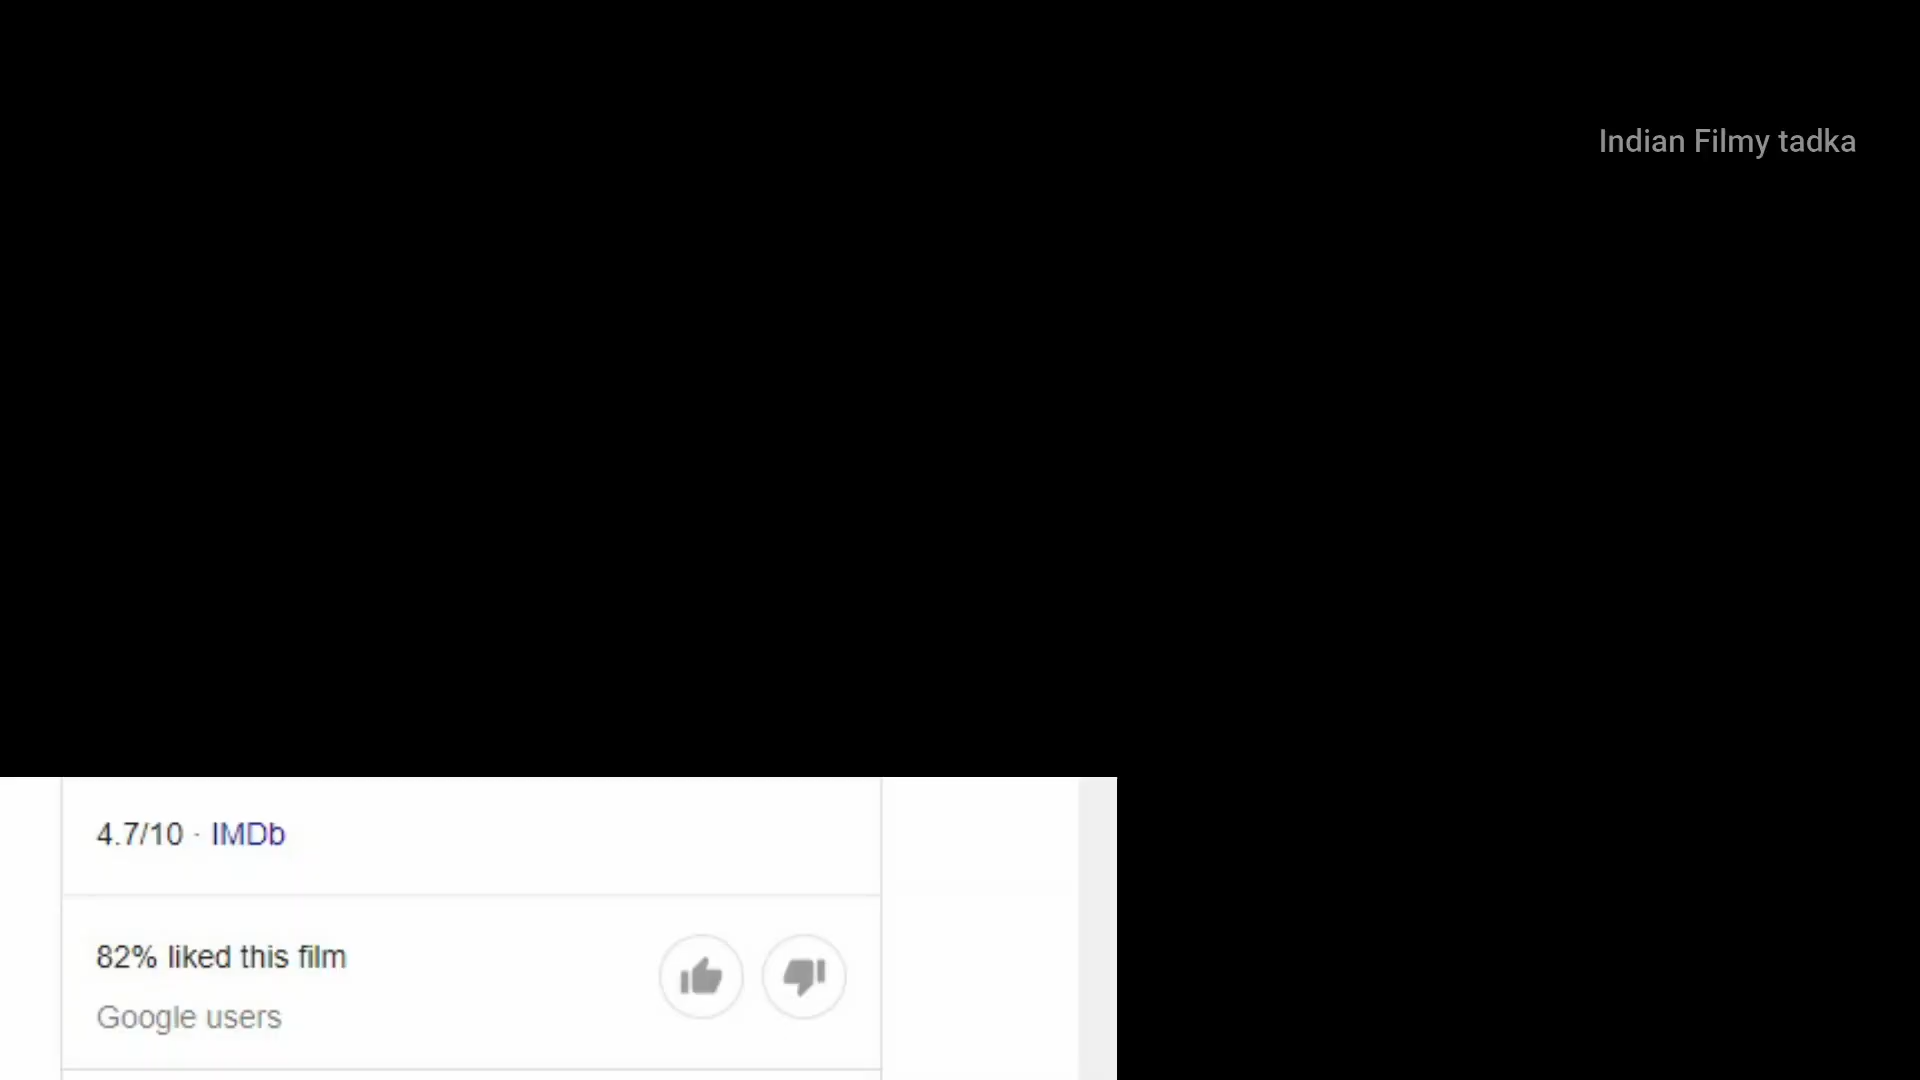 Indian Filmy tadka
4.7/10 · IMDb
82% liked this film
Google users